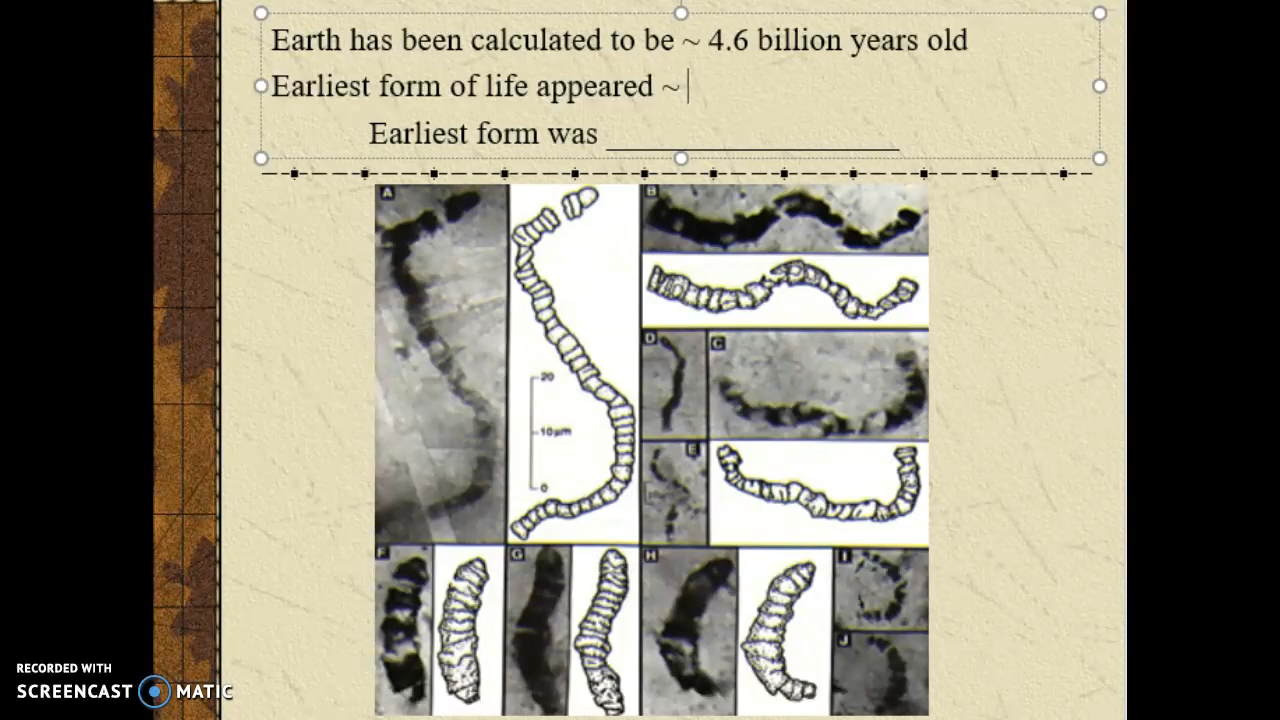 Earth has been calculated to be ~ 4.6 billion years old
Earliest form of life appeared ~
Earliest form was ____________________
A
B
D
C
20
10µm
0
E
F
G
H
I
J
RECORDED WITH
SCREENCAST MATIC